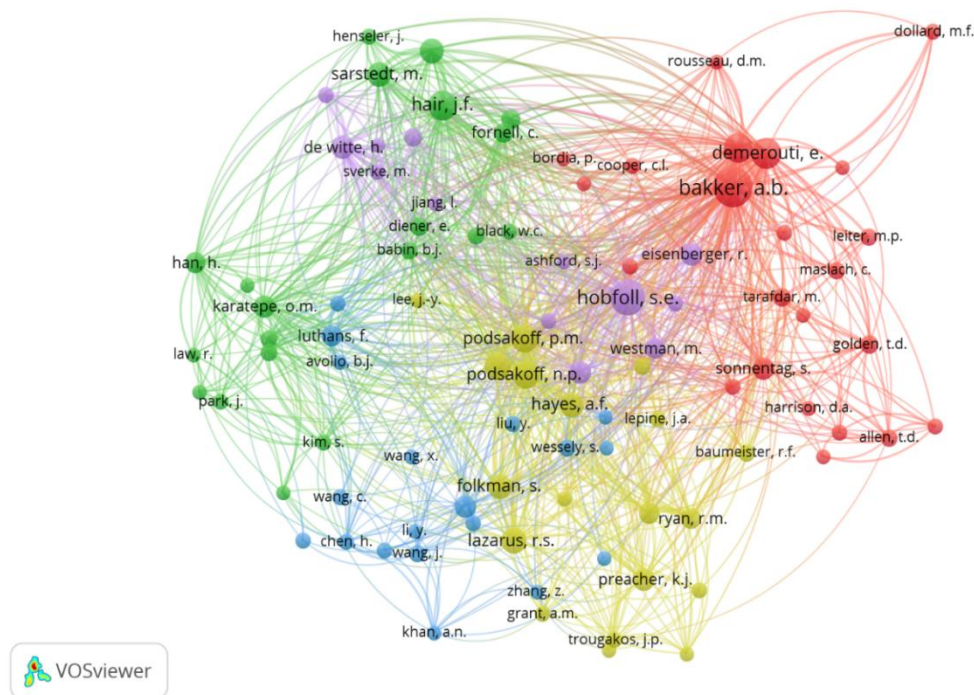 dollard, m.f.
henseler, j.
rousseau, d.m.
sarstedt, m.
hair, j.f.
fornell, c.
de witte, h.
bordia, p.
cooper, c.l.
demerouti, e.
sverke, m.
bakker, a.b.
jiang, l.
diener, e.
black, w.c.
leiter, m.p.
babin, b.j.
eisenberger, r.
ashford, s.j.
han, h.
maslach, c.
hobfoll, s.e.
tarafdar, m.
lee, j.-y.
karatepe, o.m.
luthans, f.
podsakoff, p.m.
golden, t.d.
westman, m.
law, r.
avolio, b.j.
podsakoff, n.p.
sonnentag, s.
park, j.
hayes, a.f.
harrison, d.a.
lepine, j.a.
liu, y.
allen, t.d.
kim, s.
wessely, s.
baumeister, r.f.
wang, x.
folkman, s.
wang, c.
ryan, r.m.
li, y.
chen, h.
lazarus, r.s.
wang, j.
preacher, k.j.
zhang, z.
grant, a.m.
khan, a.n.
trougakos, j.p.
VOSviewer